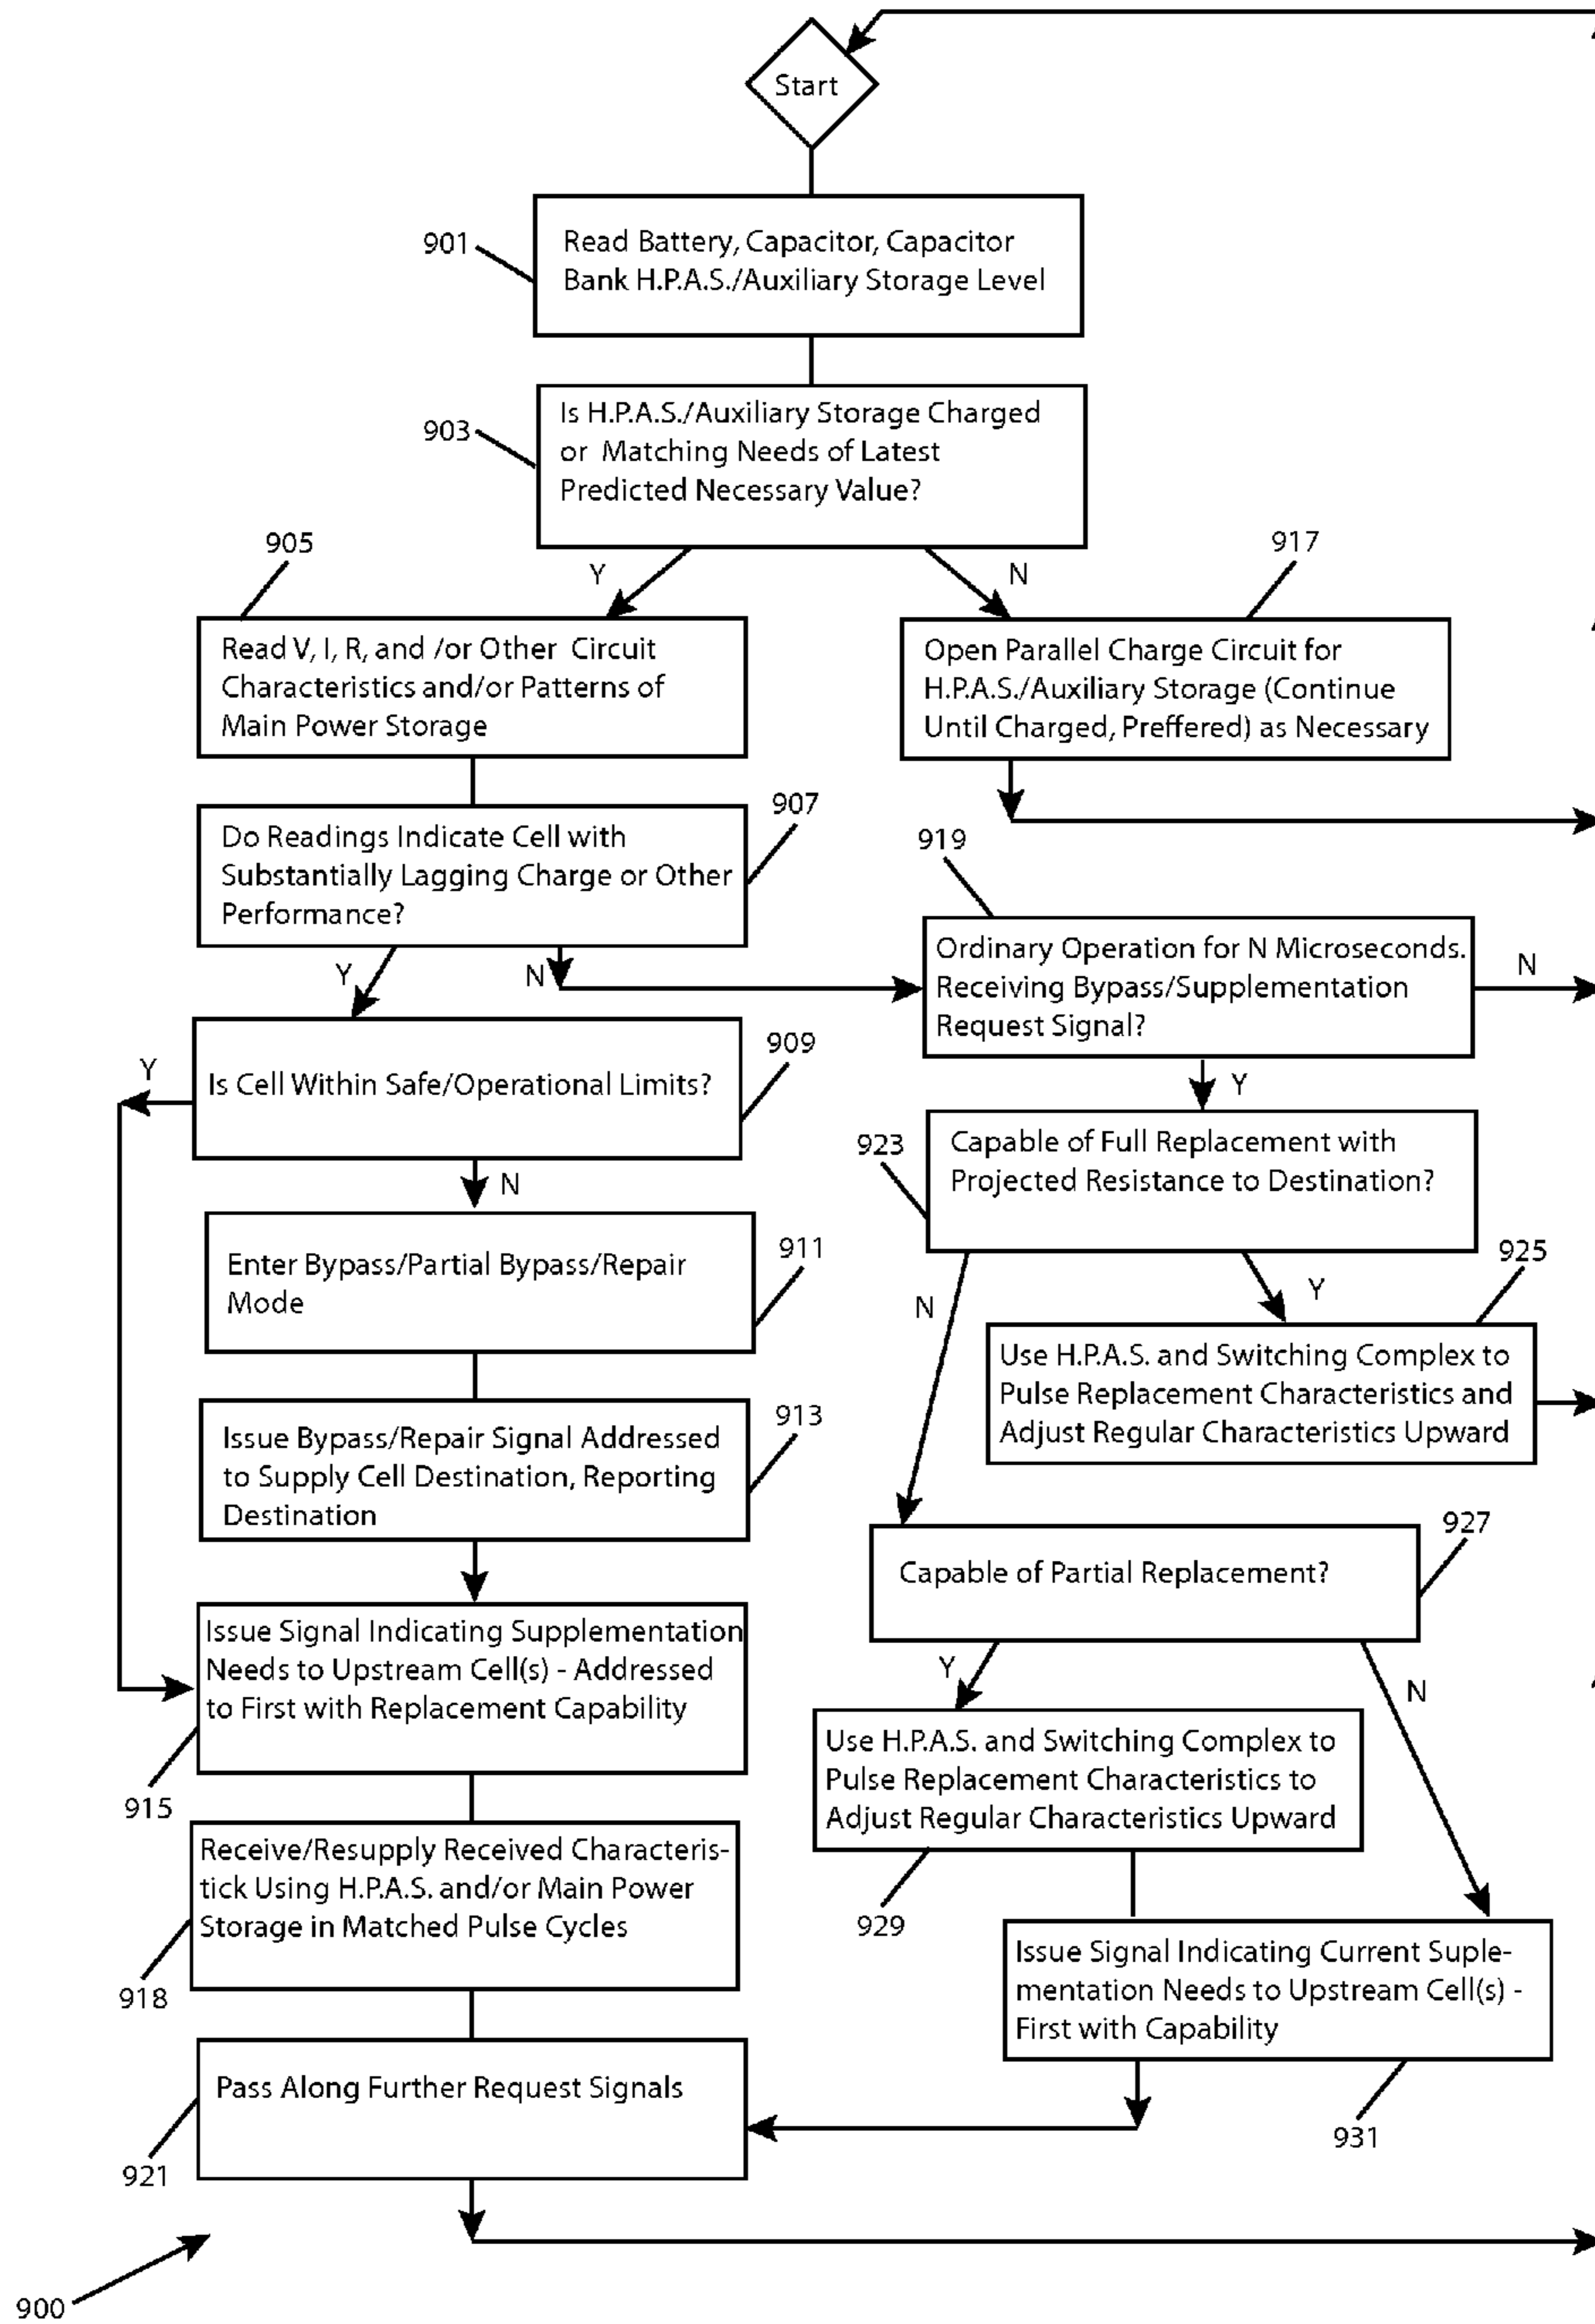 Start
901
Read Battery, Capacitor, Capacitor
Bank H.P.A.S./Auxiliary Storage Level
903
Is H.P.A.S./Auxiliary Storage Charged
or Matching Needs of Latest
Predicted Necessary Value?
905
Y
N
917
Read V, I, R, and /or Other Circuit
Characteristics and/or Patterns of
Main Power Storage
Open Parallel Charge Circuit for
H.P.A.S./Auxiliary Storage (Continue
Until Charged, Preffered) as Necessary
907
Do Readings Indicate Cell with
Substantially Lagging Charge or Other
Performance?
919
Y
N
Ordinary Operation for N Microseconds.
Receiving Bypass/Supplementation
Request Signal?
N
909
Y
Is Cell Within Safe/Operational Limits?
Y
923
Capable of Full Replacement with
Projected Resistance to Destination?
N
911
Enter Bypass/Partial Bypass/Repair
Mode
N
Y
925
Use H.P.A.S. and Switching Complex to
Pulse Replacement Characteristics and
Adjust Regular Characteristics Upward
913
Issue Bypass/Repair Signal Addressed
to Supply Cell Destination, Reporting
Destination
927
Capable of Partial Replacement?
Issue Signal Indicating Supplementation
Needs to Upstream Cell(s) - Addressed
to First with Replacement Capability
Y
N
915
Use H.P.A.S. and Switching Complex to
Pulse Replacement Characteristics to
Adjust Regular Characteristics Upward
Receive/Resupply Received Characteris-
tick Using H.P.A.S. and/or Main Power
Storage in Matched Pulse Cycles
929
918
Issue Signal Indicating Current Suple-
mentation Needs to Upstream Cell(s) -
First with Capability
Pass Along Further Request Signals
931
921
900